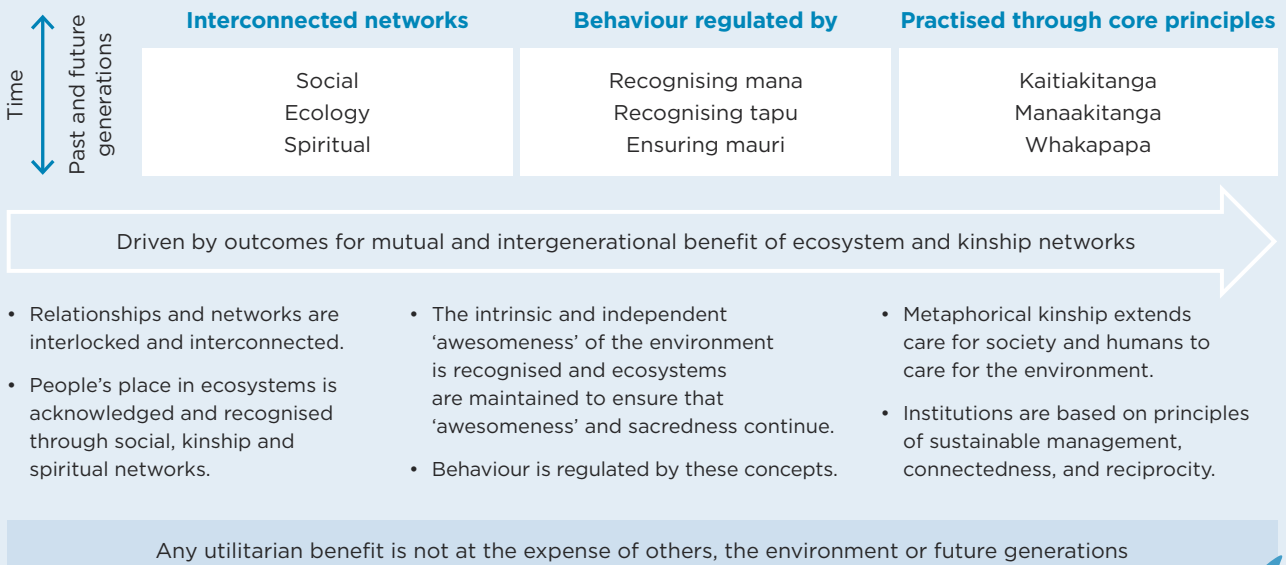 Time
Past and future
generations
Interconnected networks
Social
Ecology
Spiritual
Behaviour regulated by
Recognising mana
Recognising tapu
Ensuring mauri
Practised through core principles
Kaitiakitanga
Manaakitanga
Whakapapa
Driven by outcomes for mutual and intergenerational benefit of ecosystem and kinship networks
• Relationships and networks are
interlocked and interconnected.
• People's place in ecosystems is
acknowledged and recognised
through social, kinship and
spiritual networks.
• The intrinsic and independent
‘awesomeness’ of the environment
is recognised and ecosystems
are maintained to ensure that
‘awesomeness’ and sacredness continue.
• Behaviour is regulated by these concepts.
• Metaphorical kinship extends
care for society and humans to
care for the environment.
• Institutions are based on principles
of sustainable management,
connectedness, and reciprocity.
Any utilitarian benefit is not at the expense of others, the environment or future generations